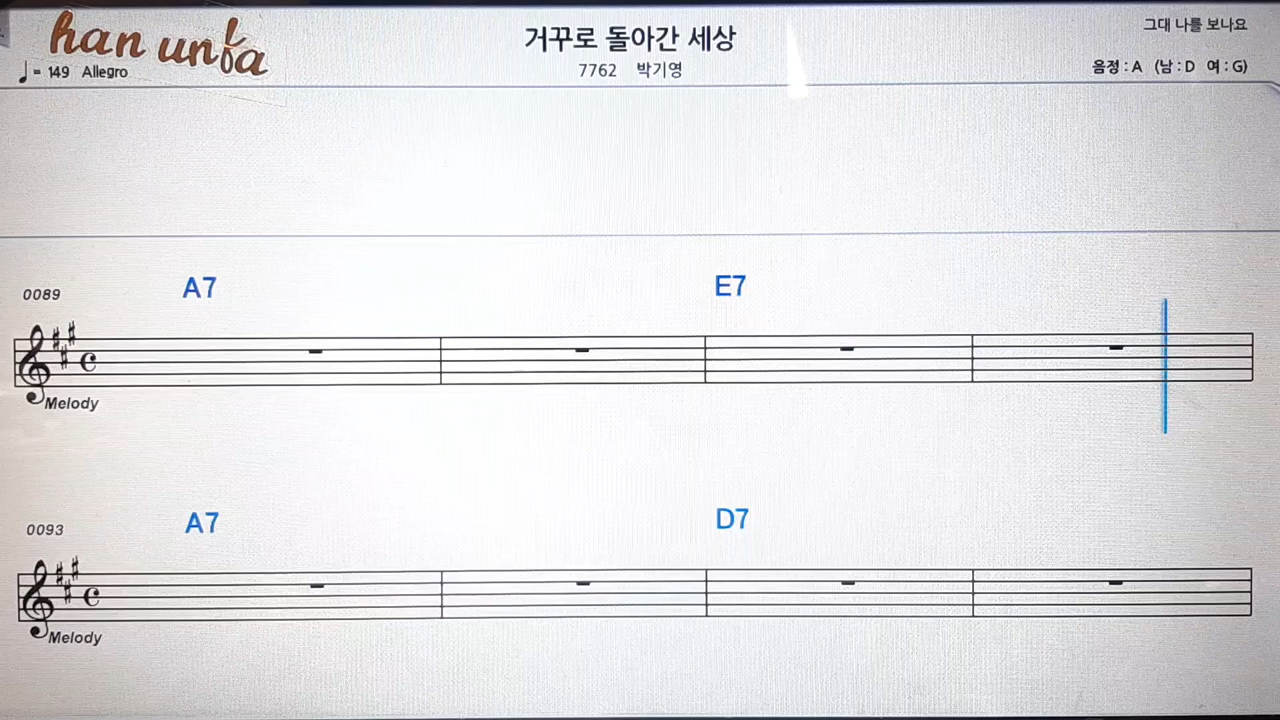 han unfa
♩= 149 Allegro
거꾸로 돌아간 세상
7762 박기영
그대 나를 보나요
음정 : A (남 : D 여 : G)
0089 A7 E7
Melody
0093 A7 D7
Melody